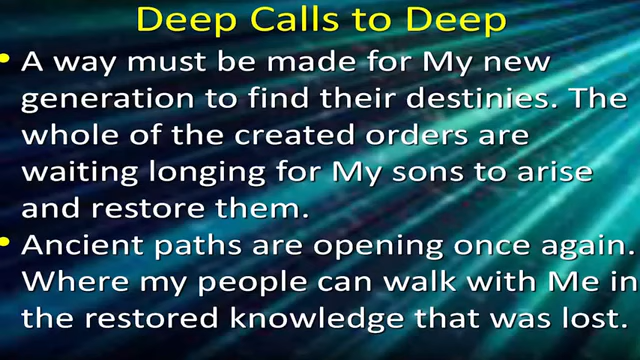 Deep Calls to Deep
• A way must be made for My new
generation to find their destinies. The
whole of the created orders are
waiting longing for My sons to arise
and restore them.
• Ancient paths are opening once again.
Where my people can walk with Me in
the restored knowledge that was lost.